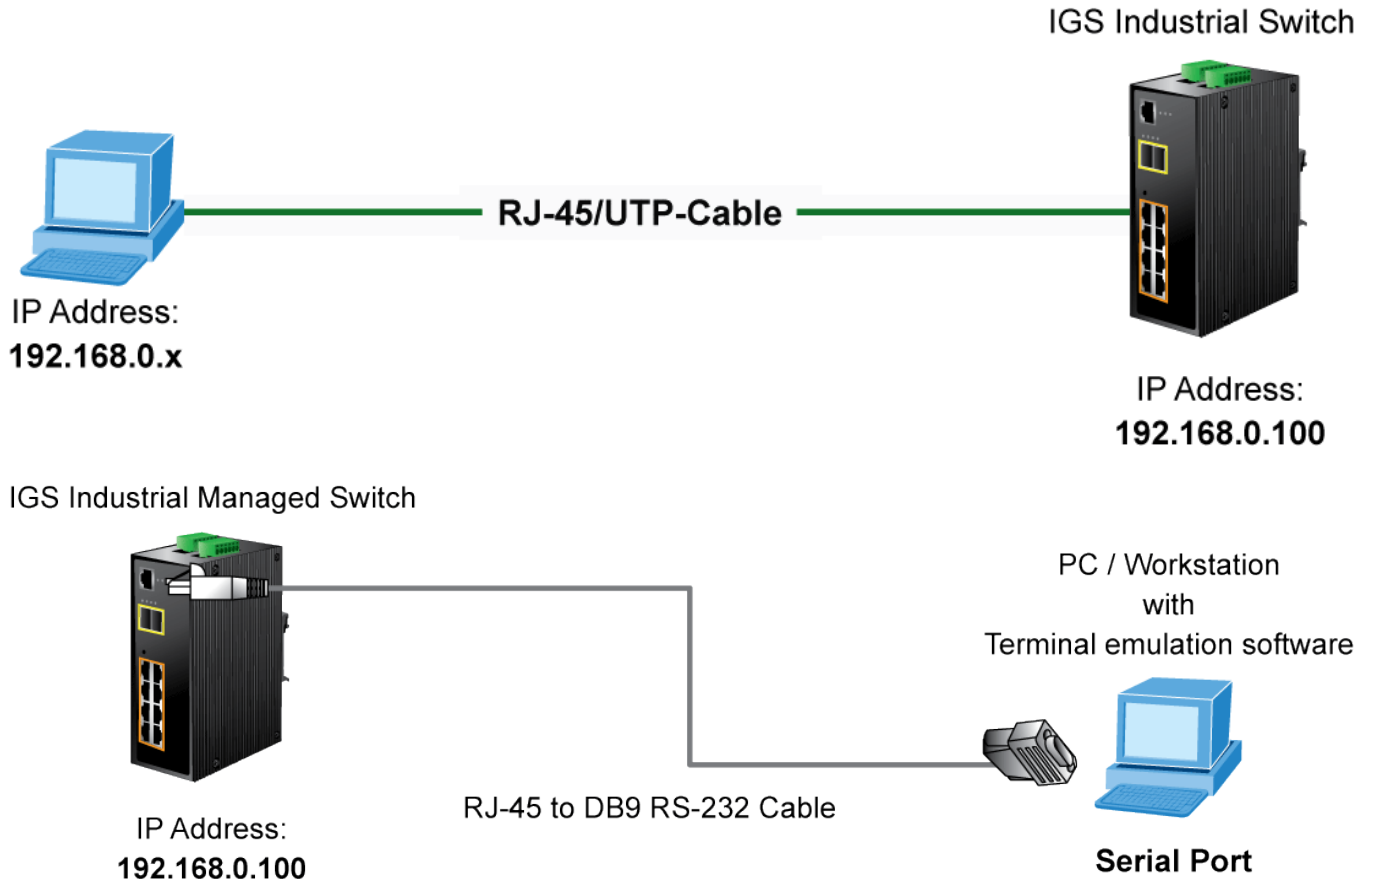 IGS Industrial Switch
RJ-45/UTP-Cable
IP Address:
192.168.0.x
IP Address:
192.168.0.100
IGS Industrial Managed Switch
PC / Workstation
with
Terminal emulation software
RJ-45 to DB9 RS-232 Cable
IP Address:
192.168.0.100
Serial Port